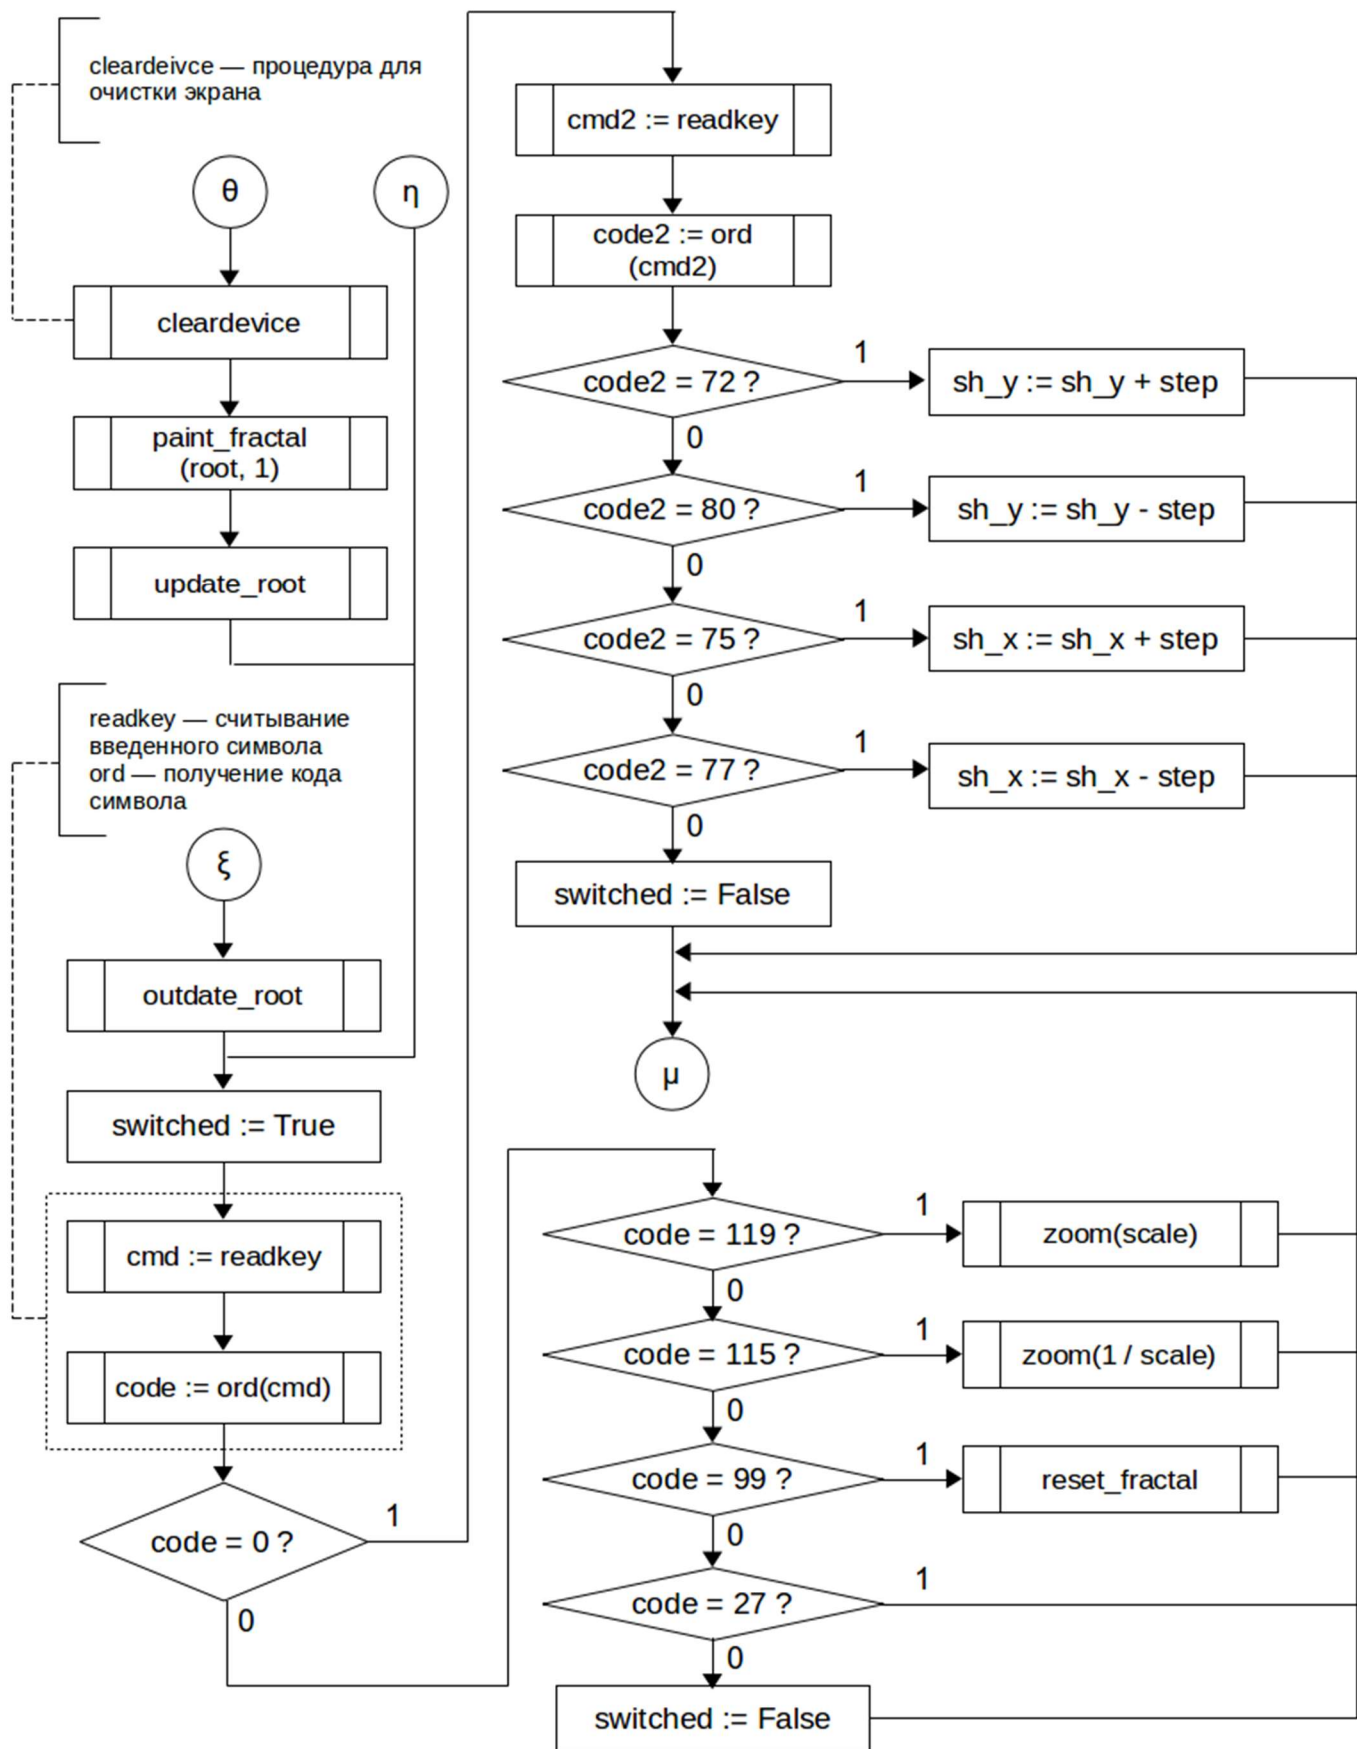 cleardeivce — процедура для
очистки экрана
θ
η
cleardevice
paint_fractal
(root, 1)
update_root
readkey — считывание
введенного символа
ord — получение кода
символа
ξ
outdate_root
switched := True
cmd := readkey
code := ord(cmd)
code = 0 ?
1
0
cmd2 := readkey
code2 := ord
(cmd2)
code2 = 72 ?
1
sh_y := sh_y + step
0
code2 = 80 ?
1
sh_y := sh_y - step
0
code2 = 75 ?
1
sh_x := sh_x + step
0
code2 = 77 ?
1
sh_x := sh_x - step
0
switched := False
μ
code = 119 ?
1
zoom(scale)
0
code = 115 ?
1
zoom(1 / scale)
0
code = 99 ?
1
reset_fractal
0
code = 27 ?
1
0
switched := False